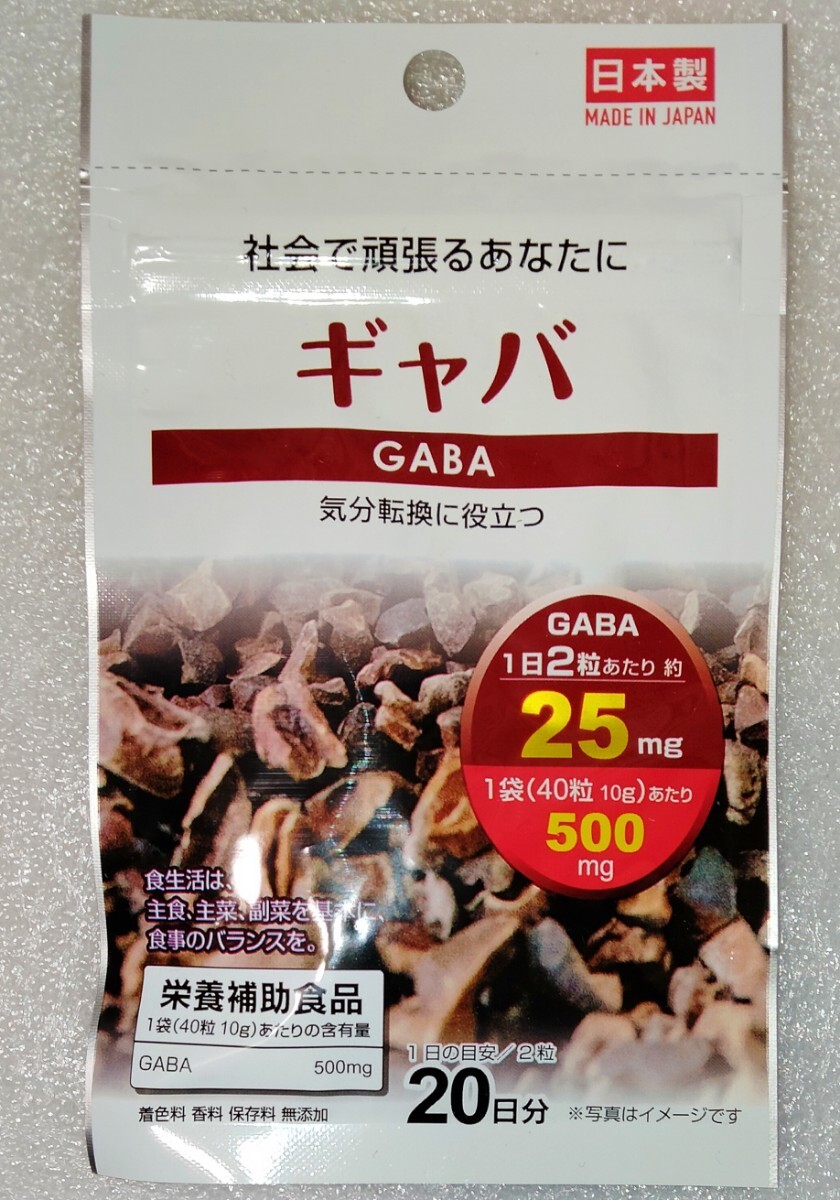 日本製
MADE IN JAPAN
社会で頑張るあなたに
ギャバ
GABA
気分転換に役立つ
GABA
1日2粒あたり 約
25mg
1袋(40粒 10g)あたり
500
mg
食生活は、
主食、主菜、副菜を基本に、
食事のバランスを。
栄養補助食品
1袋(40粒 10g)あたりの含有量
GABA 500mg
1日の目安/2粒
20日分
※写真はイメージです
着色料 香料 保存料 無添加